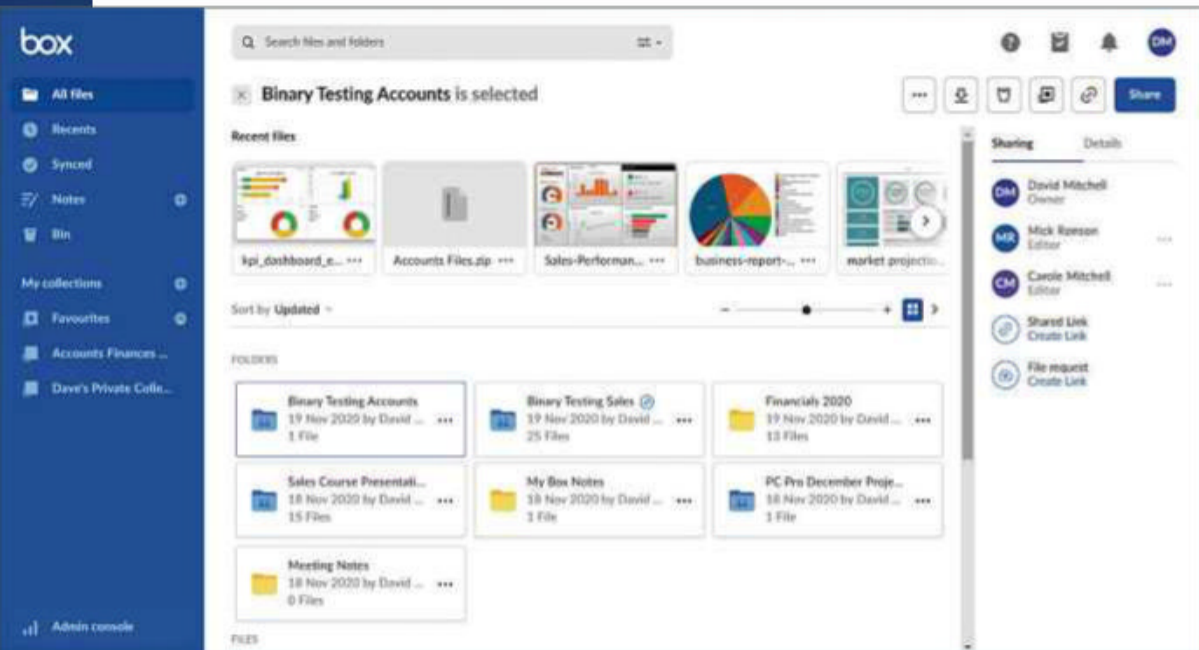 box
Search files and folders
DM
All files
Recents
Synced
Notes
Bin
My collections
Favourites
Accounts Finances ...
Dave's Private Colle...
Admin console
Binary Testing Accounts is selected
Share
Recent files
kpi_dashboard_e... •••
Accounts Files.zip •••
Sales-Performan... •••
business-report-... •••
market projectio...
Sort by Updated
FOLDERS
Binary Testing Accounts
19 Nov 2020 by David ... •••
1 File
Binary Testing Sales
19 Nov 2020 by David ... •••
25 Files
Financials 2020
19 Nov 2020 by David ... •••
13 Files
Sales Course Presentati...
18 Nov 2020 by David ... •••
15 Files
My Box Notes
18 Nov 2020 by David ... •••
1 File
PC Pro December Proje...
18 Nov 2020 by David ... •••
1 File
Meeting Notes
18 Nov 2020 by David ... •••
0 Files
FILES
Sharing
Details
DM
David Mitchell
Owner
MR
Mick Ronson
Editor
CM
Carole Mitchell
Editor
Shared Link
Create Link
File request
Create Link